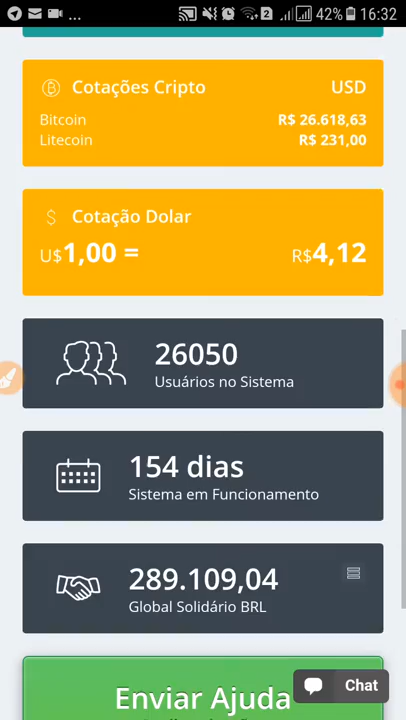 ... 2 42% 16:32
Cotações Cripto USD
Bitcoin R$ 26.618,63
Litecoin R$ 231,00
$ Cotação Dolar
U$1,00 = R$4,12
26050
Usuários no Sistema
154 dias
Sistema em Funcionamento
289.109,04
Global Solidário BRL
Enviar Ajuda
Chat